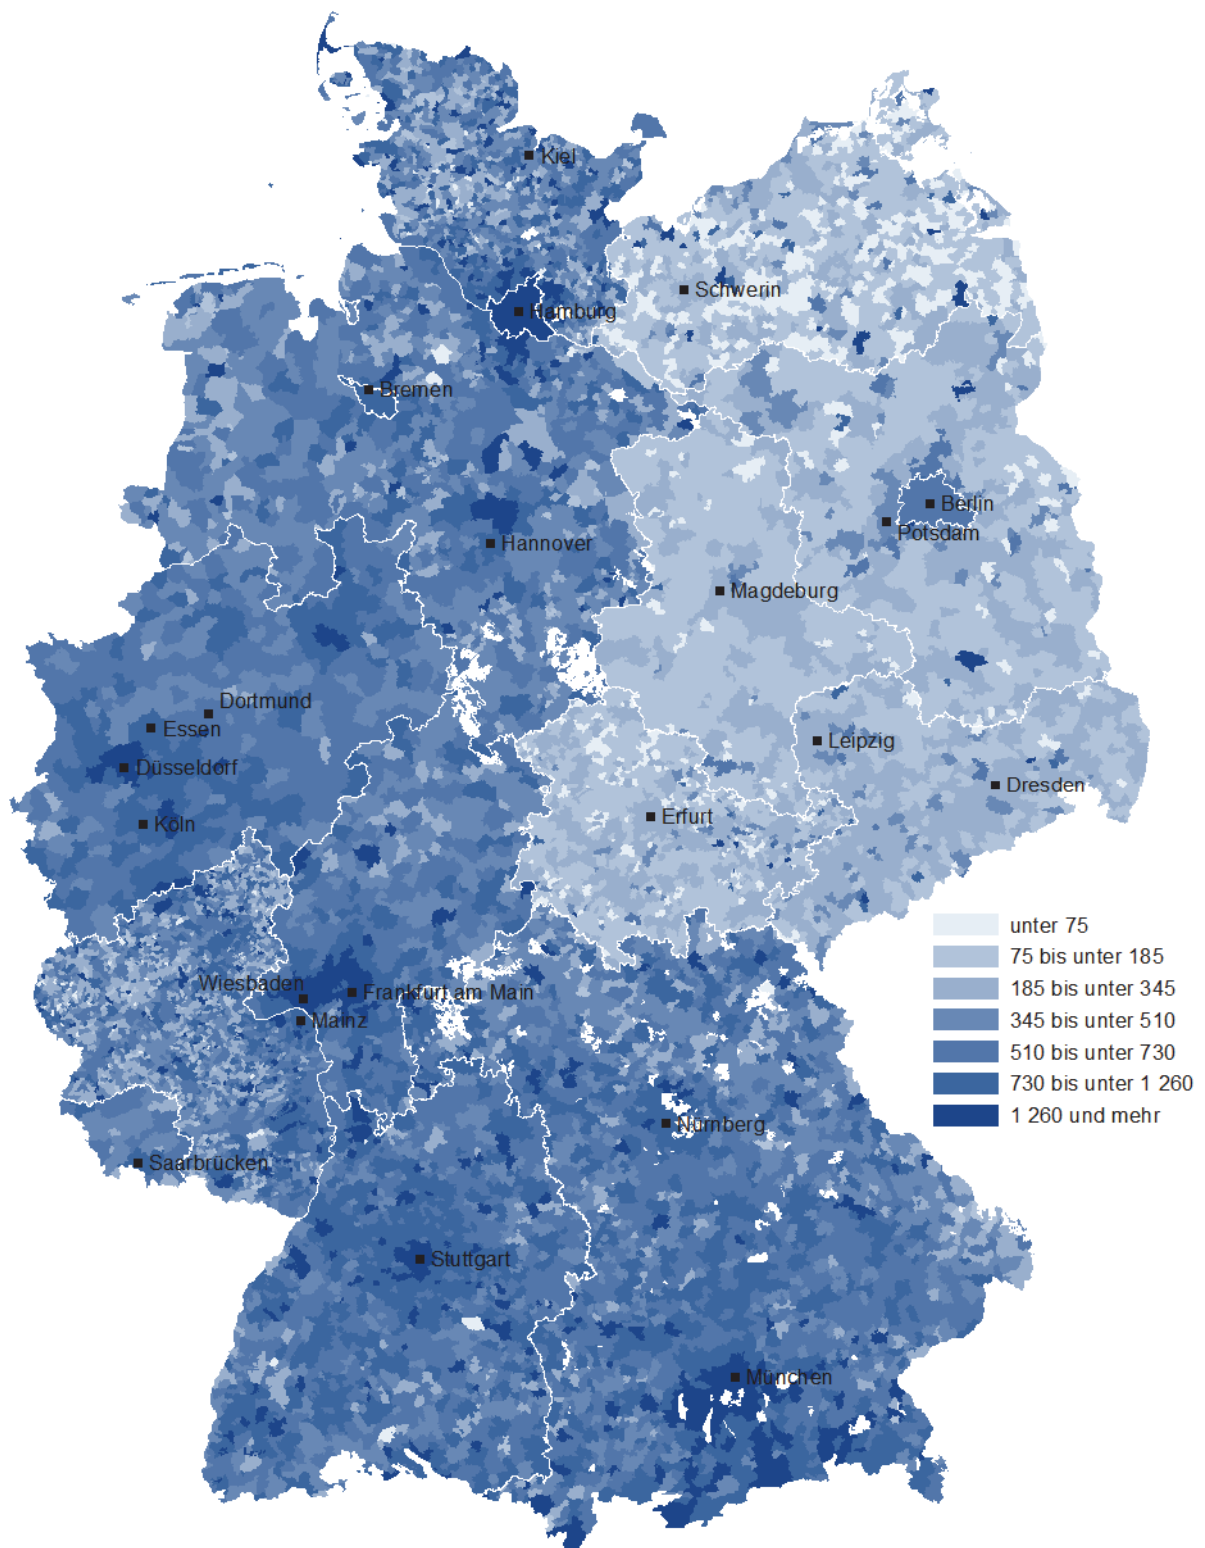 Kiel
Schwerin
Hamburg
Bremen
Berlin
Potsdam
Hannover
Magdeburg
Dortmund
Essen
Leipzig
Düsseldorf
Dresden
Erfurt
Köln
unter 75
75 bis unter 185
Wiesbaden
185 bis unter 345
Frankfurt am Main
Mainz
345 bis unter 510
510 bis unter 730
730 bis unter 1 260
1 260 und mehr
Nürnberg
Saarbrücken
Stuttgart
München